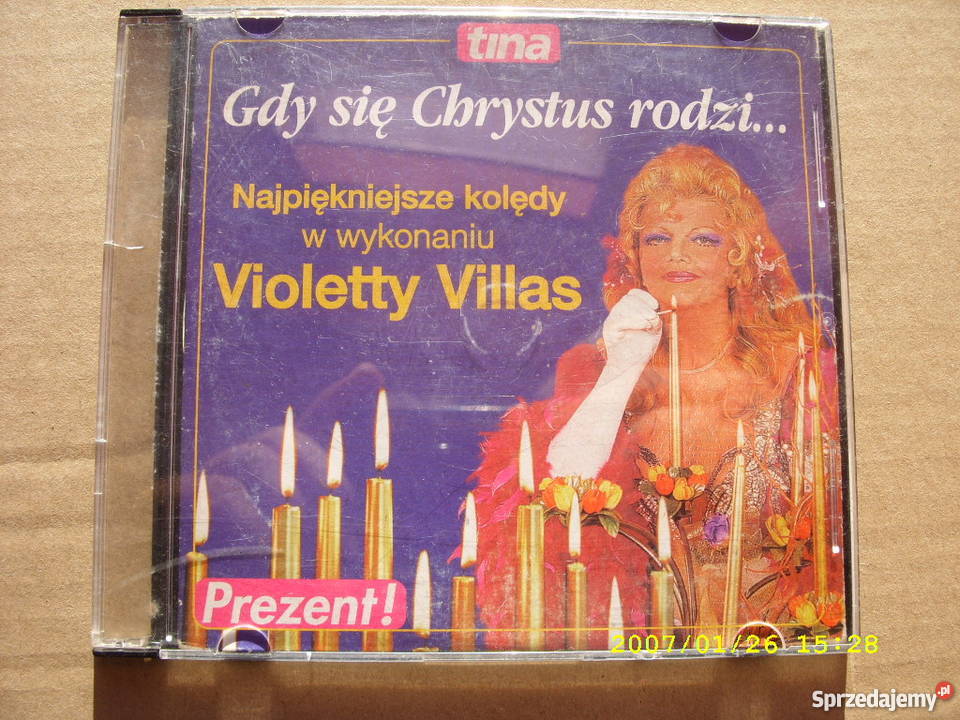 tina
Gdy się Chrystus rodzi...
Najpiękniejsze kolędy
w wykonaniu
Violetty Villas
Prezent!
2007/01/26 15:28
Sprzedajemy.pl